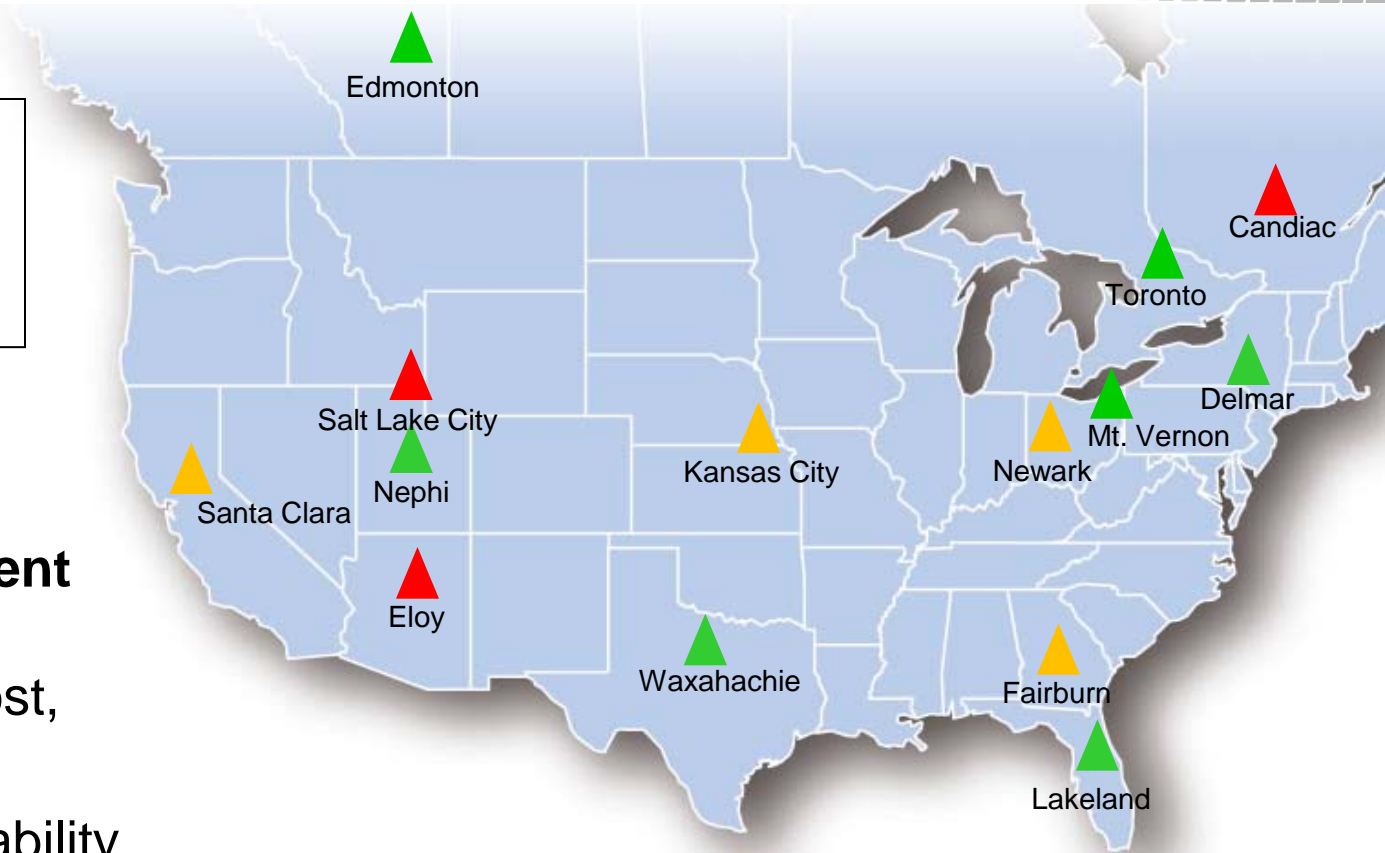 Edmonton
Candiac
Toronto
Delmar
Salt Lake City
Mt. Vernon
Kansas City
Newark
Nephi
Santa Clara
ent
Eloy
Waxahachie
ost,
Fairburn
Lakeland
ability